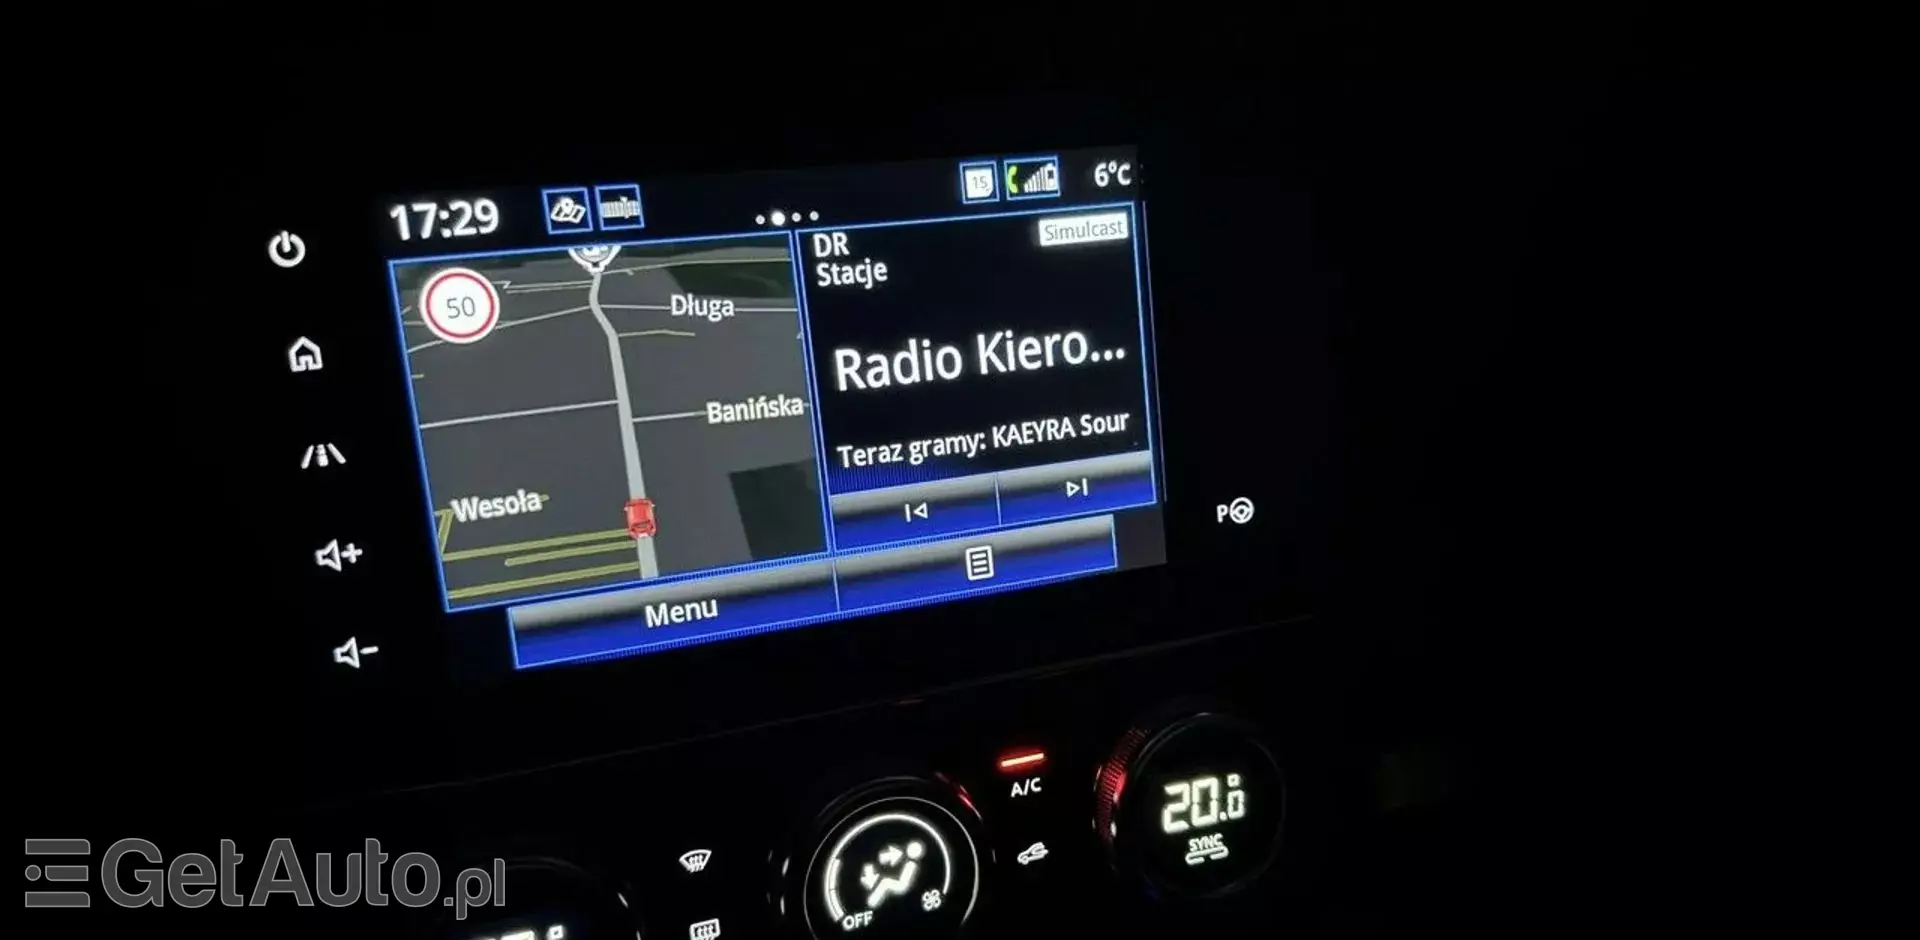 17:29
15
6°C
50
Długa
Banińska
Wesoła
DR
Stacje
Simulcast
Radio Kiero...
Teraz gramy: KAEYRA Sour
Menu
P
A/C
20.0
SYNC
OFF
GetAuto.pl